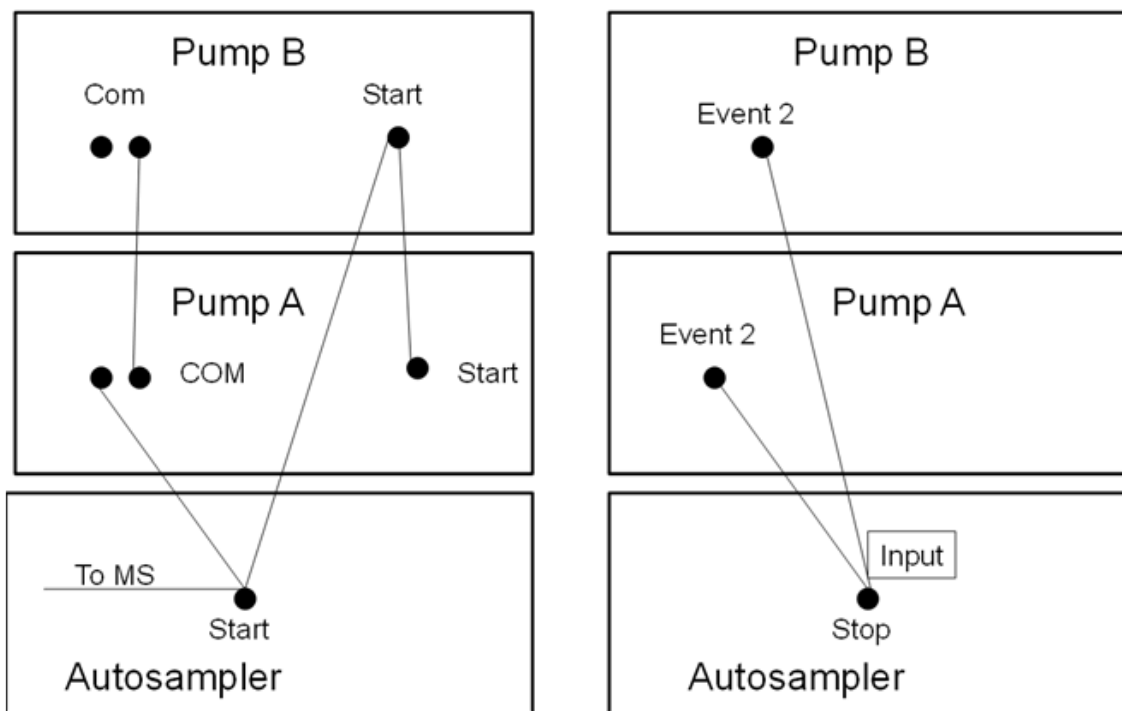 Pump B
Com
Start
Pump A
COM
Start
To MS
Start
Autosampler
Pump B
Event 2
Pump A
Event 2
Input
Stop
Autosampler